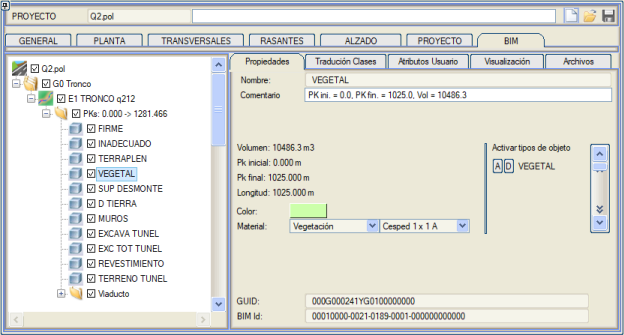 PROYECTO Q2.pol
GENERAL PLANTA TRANSVERSALES RASANTES ALZADO PROYECTO BIM
Q2.pol
G0 Tronco
E1 TRONCO q212
PKs: 0.000 -> 1281.466
FIRME
INADECUADO
TERRAPLEN
VEGETAL
SUP DESMONTE
D TIERRA
MUROS
EXCAVA TUNEL
EXC TOT TUNEL
REVESTIMIENTO
TERRENO TUNEL
Viaducto
Propiedades Tradución Clases Atributos Usuario Visualización Archivos
Nombre: VEGETAL
Comentario PK ini. = 0.0, PK fin. = 1025.0, Vol = 10486.3
Volumen: 10486.3 m3
Pk inicial: 0.000 m
Pk final: 1025.000 m
Longitud: 1025.000 m
Color:
Material: Vegetación Cesped 1 x 1 A
Activar tipos de objeto
A D VEGETAL
GUID: 000G000241YG0100000000
BIM Id: 00010000-0021-0189-0001-000000000000